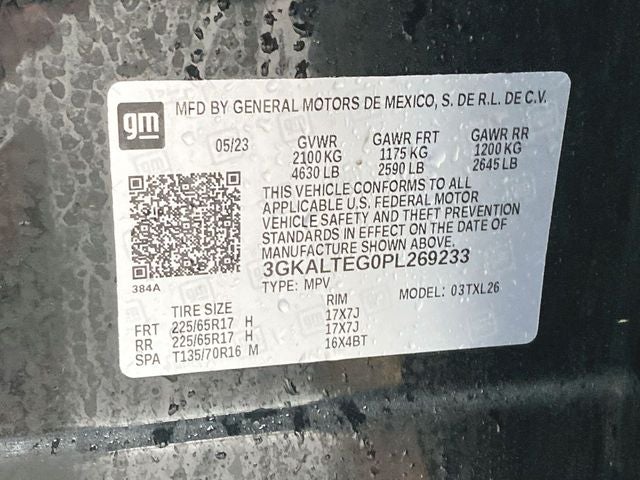 gm
MFD BY GENERAL MOTORS DE MEXICO, S. DE R.L. DE C.V.
05/23 GVWR GAWR FRT GAWR RR
2100 KG 1175 KG 1200 KG
4630 LB 2590 LB 2645 LB
THIS VEHICLE CONFORMS TO ALL
APPLICABLE U.S. FEDERAL MOTOR
VEHICLE SAFETY AND THEFT PREVENTION
STANDARDS IN EFFECT ON THE DATE OF
MANUFACTURE SHOWN ABOVE.
3GKALTEG0PL269233
384A
TYPE: MPV MODEL: 03TXL26
TIRE SIZE RIM
FRT 225/65R17 H 17X7J
RR 225/65R17 H 17X7J
SPA T135/70R16 M 16X4BT